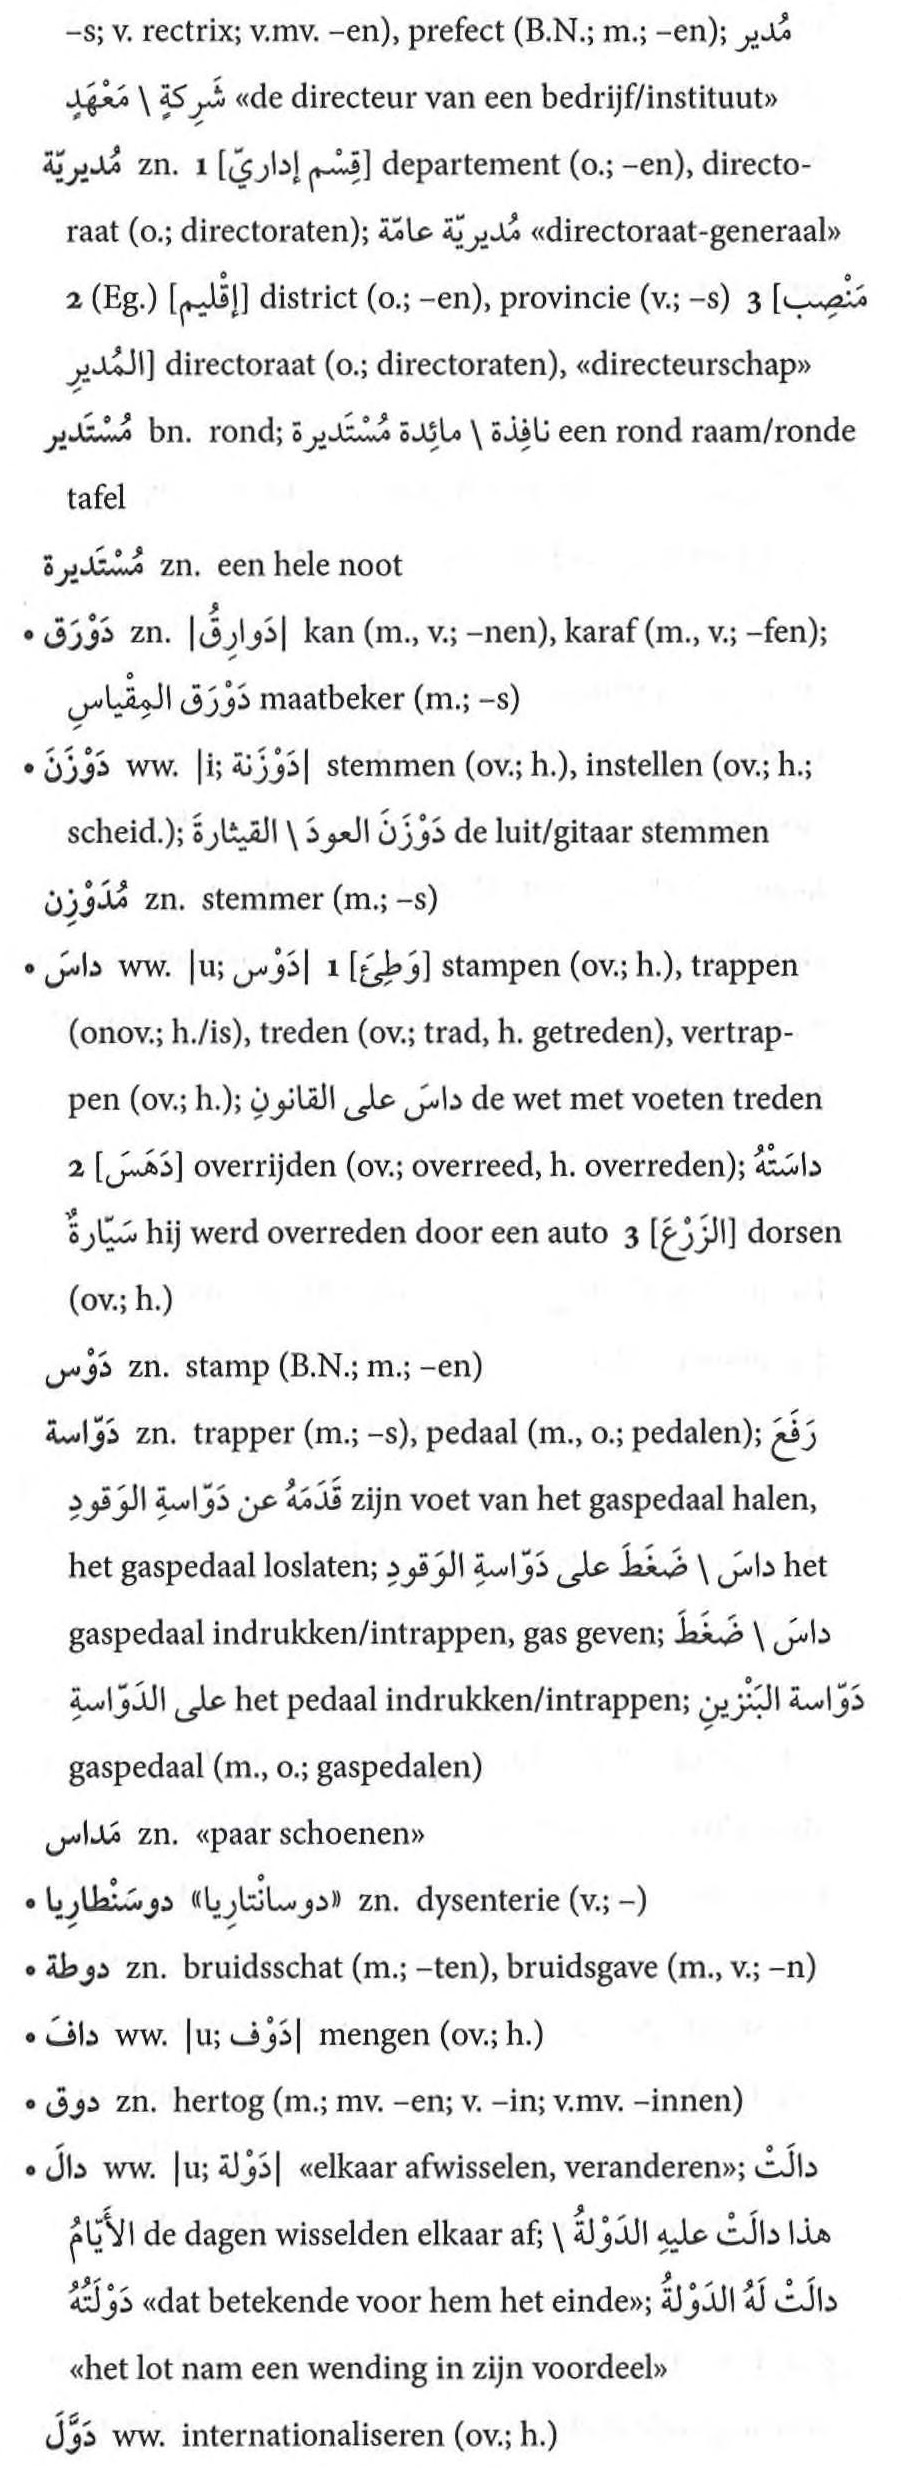 –s; v. rectrix; v.mv. –en), prefect (B.N.; m.; –en); مُدير
شَرِكةٍ \ مَعْهَدٍ «de directeur van een bedrijf/instituut»
مُديريّة zn. 1 [قِسْم إداريّ] departement (o.; –en), directo-
raat (o.; directoraten); مُديريّة عامّة «directoraat-generaal»
2 (Eg.) [إقْليم] district (o.; –en), provincie (v.; –s) 3 [مَنْصِب
المُديرِ] directoraat (o.; directoraten), «directeurschap»
مُسْتَدير bn. rond; نافِذة \ مائِدة مُسْتَديرة een rond raam/ronde
tafel
مُسْتَديرة zn. een hele noot
• دَوْرَق zn. |دَوارِقُ| kan (m., v.; –nen), karaf (m., v.; –fen);
دَوْرَق المِقْياسِ maatbeker (m.; –s)
• دَوْزَنَ ww. |i; دَوْزَنة| stemmen (ov.; h.), instellen (ov.; h.;
scheid.); دَوْزَنَ العودَ \ القيثارةَ de luit/gitaar stemmen
مُدَوْزِن zn. stemmer (m.; –s)
• داسَ ww. |u; دَوْس| 1 [وَطِئَ] stampen (ov.; h.), trappen
(onov.; h./is), treden (ov.; trad, h. getreden), vertrap-
pen (ov.; h.); داسَ على القانونِ de wet met voeten treden
2 [دَهَسَ] overrijden (ov.; overreed, h. overreden); داسَتْهُ
سَيّارةٌ hij werd overreden door een auto 3 [الزَرْعَ] dorsen
(ov.; h.)
دَوْس zn. stamp (B.N.; m.; –en)
دَوّاسة zn. trapper (m.; –s), pedaal (m., o.; pedalen); رَفَعَ
قَدَمَهُ عن دَوّاسةِ الوَقودِ zijn voet van het gaspedaal halen,
het gaspedaal loslaten; داسَ \ ضَغَطَ على دَوّاسةِ الوَقودِ het
gaspedaal indrukken/intrappen, gas geven; داسَ \ ضَغَطَ
على الدَوّاسةِ het pedaal indrukken/intrappen; دَوّاسة البَنْزينِ
gaspedaal (m., o.; gaspedalen)
مَداس zn. «paar schoenen»
• دوسَنْطارِيا «دوسانْتارِيا» zn. dysenterie (v.; –)
• دوطة zn. bruidsschat (m.; –ten), bruidsgave (m., v.; –n)
• دافَ ww. |u; دَوْف| mengen (ov.; h.)
• دوق zn. hertog (m.; mv. –en; v. –in; v.mv. –innen)
• دالَ ww. |u; دَوْلة| «elkaar afwisselen, veranderen»; دالَتْ
الأَيّامُ de dagen wisselden elkaar af; هذا دالَتْ عليهِ الدَوْلةُ \
دَوْلَتُهُ «dat betekende voor hem het einde»; دالَتْ لَهُ الدَوْلةُ
«het lot nam een wending in zijn voordeel»
دَوَّلَ ww. internationaliseren (ov.; h.)